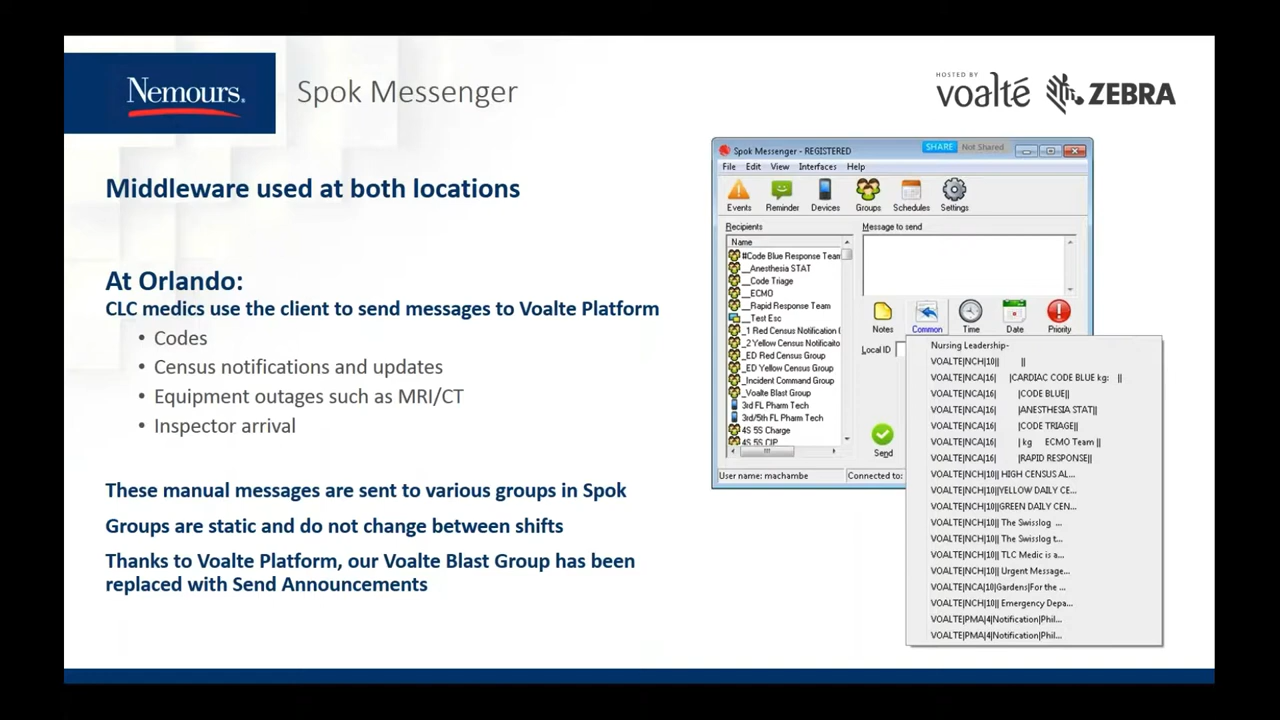 Nemours.
Spok Messenger
HOSTED BY
voalté
ZEBRA
Middleware used at both locations
At Orlando:
CLC medics use the client to send messages to Voalte Platform
• Codes
• Census notifications and updates
• Equipment outages such as MRI/CT
• Inspector arrival
These manual messages are sent to various groups in Spok
Groups are static and do not change between shifts
Thanks to Voalte Platform, our Voalte Blast Group has been
replaced with Send Announcements
Spok Messenger - REGISTERED
SHARE Not Shared
File Edit View Interfaces Help
Events Reminder Devices Groups Schedules Settings
Recipients
Name
#Code Blue Response Team
__Anesthesia STAT
__Code Triage
__ECMO
__Rapid Response Team
__Test Esc
_1 Red Census Notification (
_2 Yellow Census Notificaito
_ED Red Census Group
_ED Yellow Census Group
_Incident Command Group
_Voalte Blast Group
3rd FL Pharm Tech
3rd/5th FL Pharm Tech
4S 5S Charge
4S 5S CIP
Message to send
Notes Common Time Date Priority
Local ID
Send
User name: machambe Connected to:
Nursing Leadership-
VOALTE|NCH|10|| ||
VOALTE|NCA|16| |CARDIAC CODE BLUE kg: ||
VOALTE|NCA|16| |CODE BLUE||
VOALTE|NCA|16| |ANESTHESIA STAT||
VOALTE|NCA|16| |CODE TRIAGE||
VOALTE|NCA|16| | kg ECMO Team ||
VOALTE|NCA|16| |RAPID RESPONSE||
VOALTE|NCH|10|| HIGH CENSUS AL...
VOALTE|NCH|10||YELLOW DAILY CE...
VOALTE|NCH|10||GREEN DAILY CEN...
VOALTE|NCH|10|| The Swisslog ...
VOALTE|NCH|10|| The Swisslog t...
VOALTE|NCH|10|| TLC Medic is a...
VOALTE|NCH|10|| Urgent Message...
VOALTE|NCA|10|Gardens|For the ...
VOALTE|NCH|10|| Emergency Depa...
VOALTE|PMA|4|Notification|Phil...
VOALTE|PMA|4|Notification|Phil...